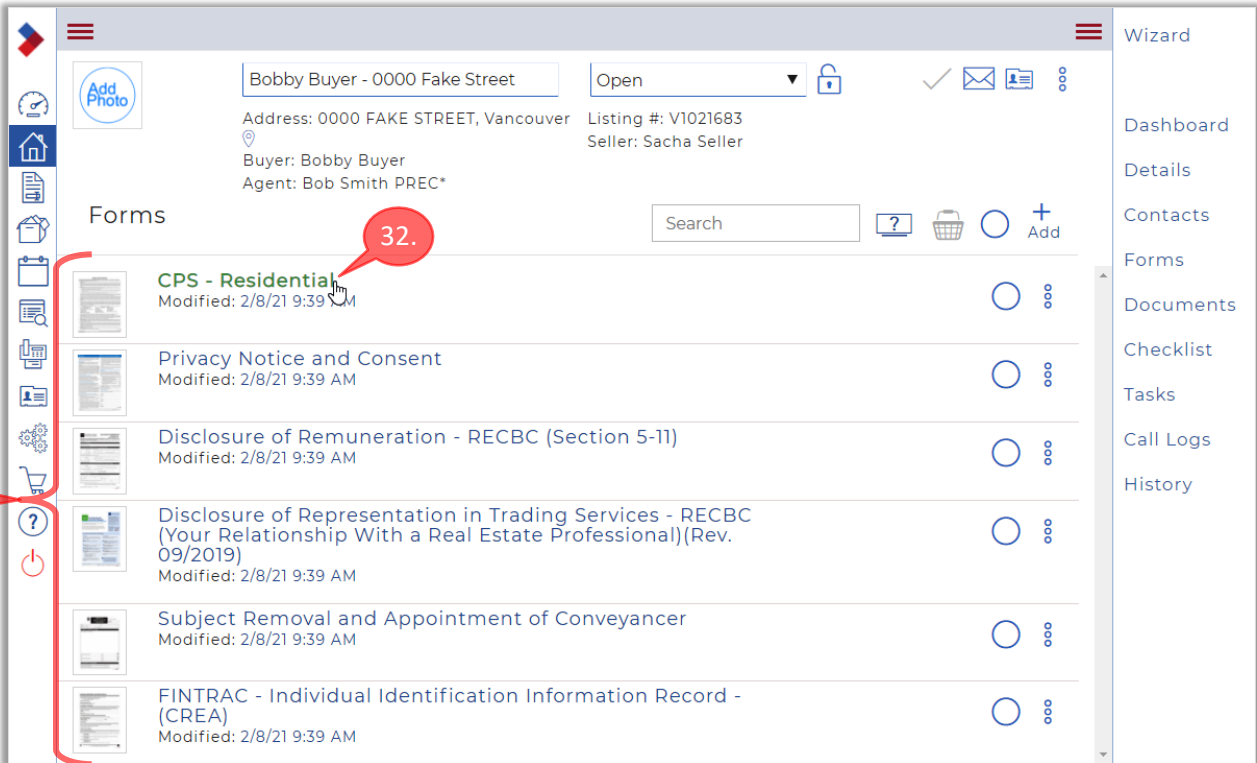 Wizard
Add
Photo
Bobby Buyer - 0000 Fake Street
Open
Address: 0000 FAKE STREET, Vancouver
Listing #: V1021683
Seller: Sacha Seller
Buyer: Bobby Buyer
Agent: Bob Smith PREC*
Forms
32.
Search
?
Add
CPS - Residential
Modified: 2/8/21 9:39 AM
Privacy Notice and Consent
Modified: 2/8/21 9:39 AM
Disclosure of Remuneration - RECBC (Section 5-11)
Modified: 2/8/21 9:39 AM
Disclosure of Representation in Trading Services - RECBC
(Your Relationship With a Real Estate Professional)(Rev.
09/2019)
Modified: 2/8/21 9:39 AM
Subject Removal and Appointment of Conveyancer
Modified: 2/8/21 9:39 AM
FINTRAC - Individual Identification Information Record -
(CREA)
Modified: 2/8/21 9:39 AM
?
Dashboard
Details
Contacts
Forms
Documents
Checklist
Tasks
Call Logs
History